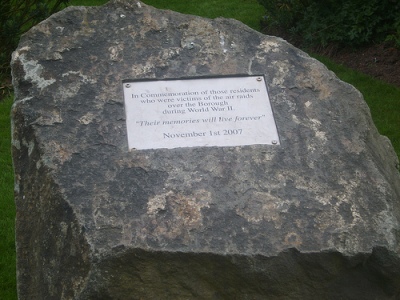 In Commemoration of those residents
who were victims of the air raids
over the Borough
during World War II.
"Their memories will live forever"
November 1st 2007